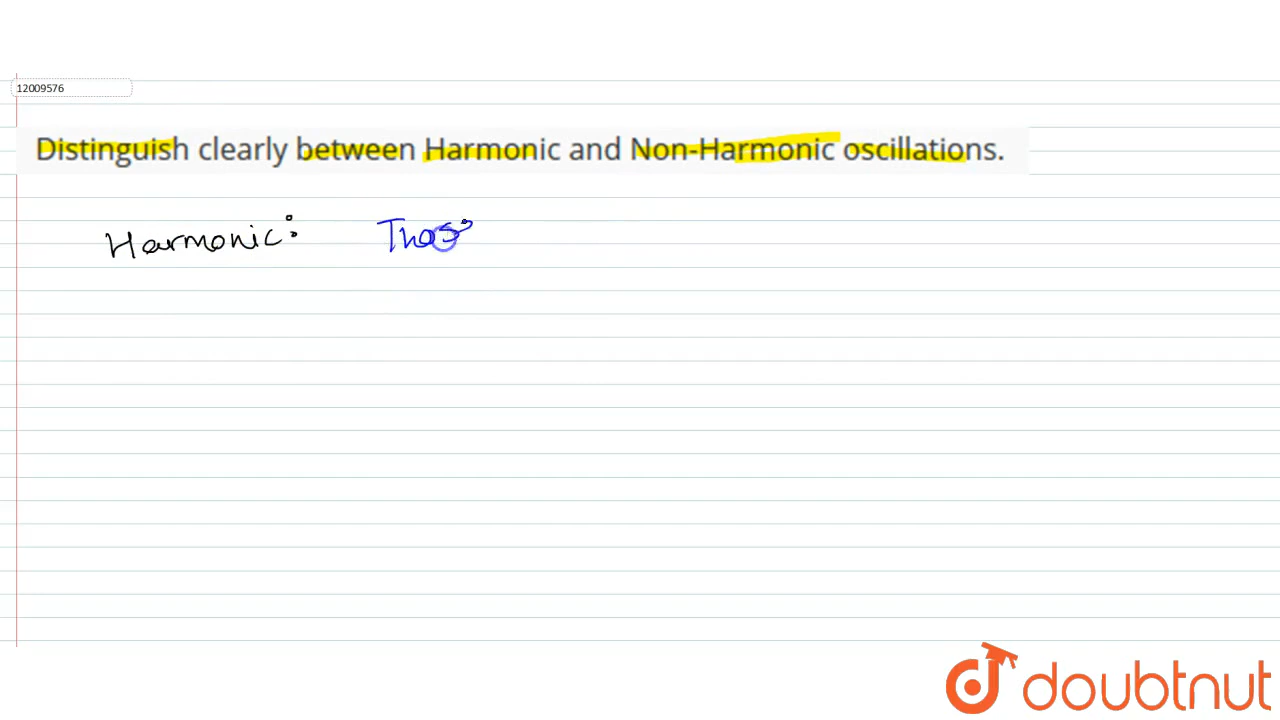 12009576
Distinguish clearly between Harmonic and Non-Harmonic oscillations.
Harmonic:
doubtnut